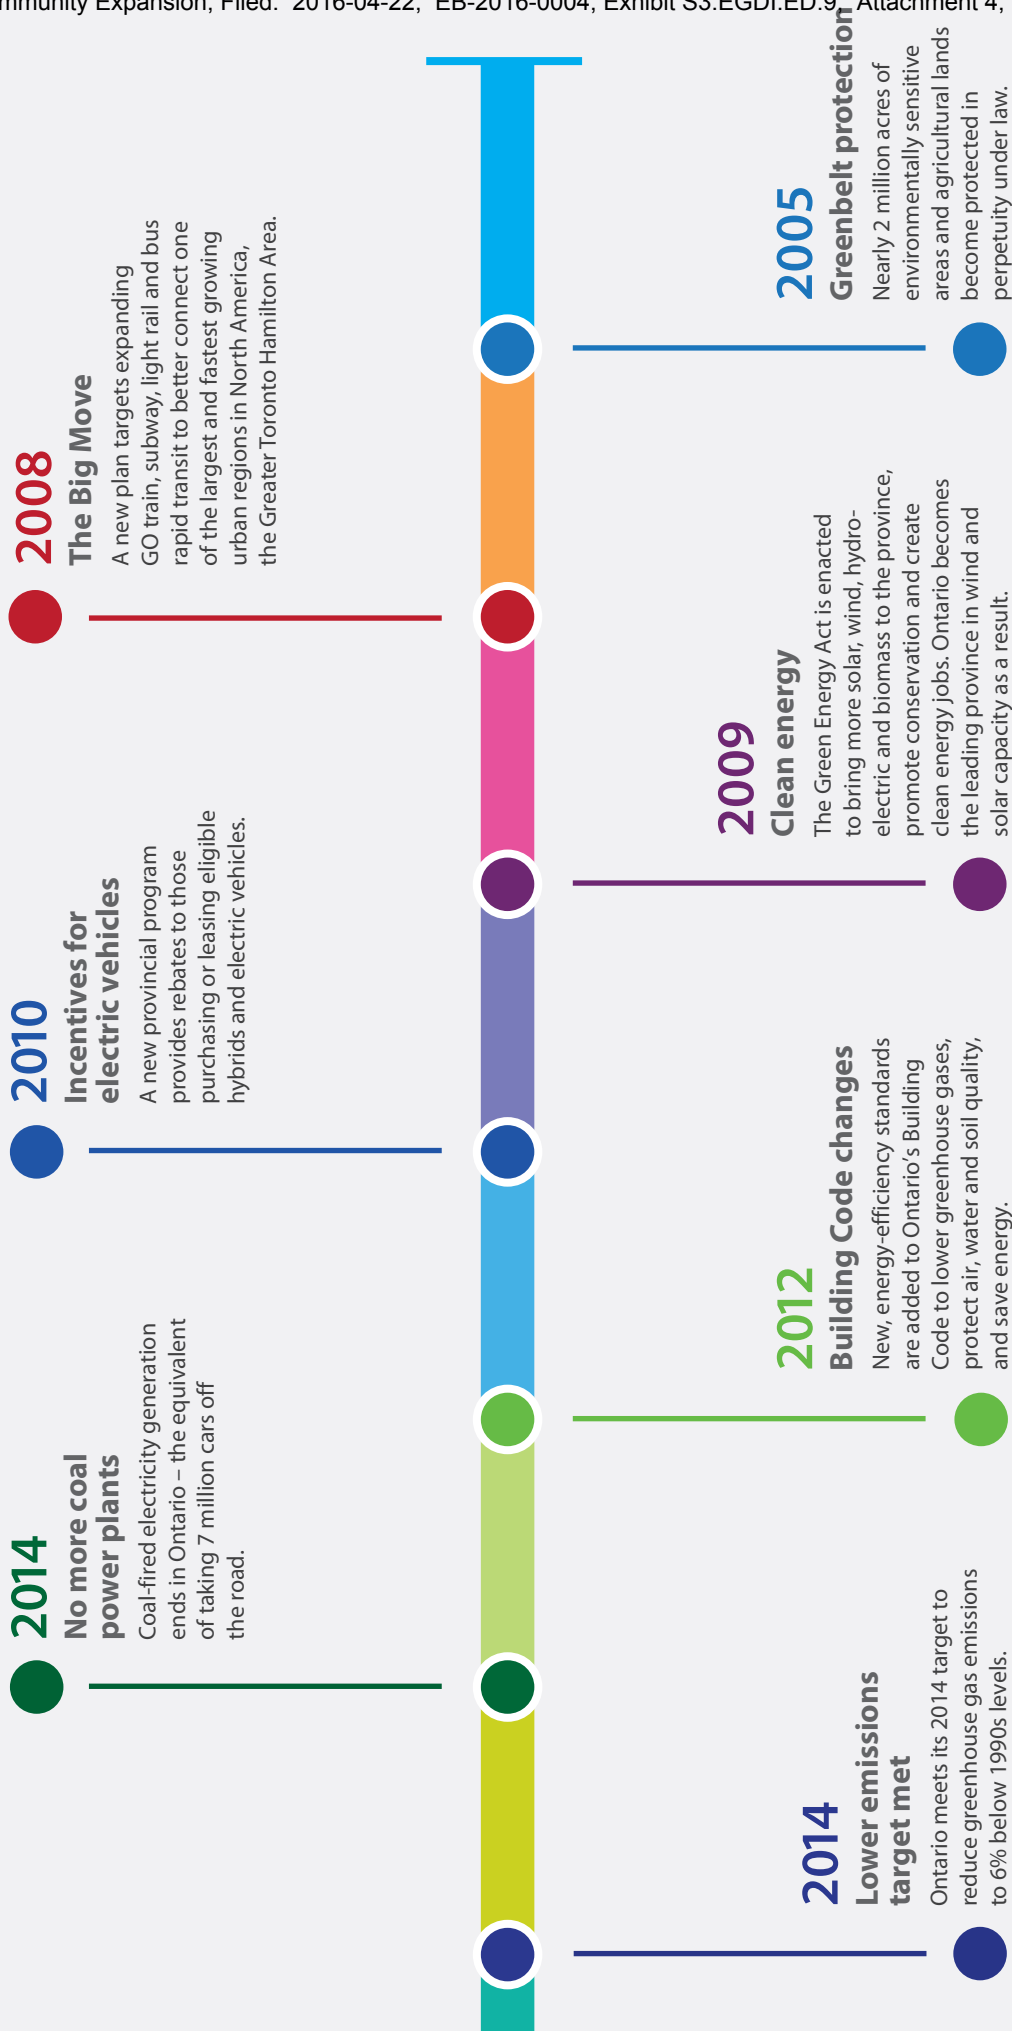 mmunity Expansion, Filed: 2016-04-22, EB-2016-0004, Exhibit S3.EGDI.ED.9, Attachment 4,
2014
No more coal
power plants
Coal-fired electricity generation
ends in Ontario – the equivalent
of taking 7 million cars off
the road.
2010
Incentives for
electric vehicles
A new provincial program
provides rebates to those
purchasing or leasing eligible
hybrids and electric vehicles.
2008
The Big Move
A new plan targets expanding
GO train, subway, light rail and bus
rapid transit to better connect one
of the largest and fastest growing
urban regions in North America,
the Greater Toronto Hamilton Area.
2014
Lower emissions
target met
Ontario meets its 2014 target to
reduce greenhouse gas emissions
to 6% below 1990s levels.
2012
Building Code changes
New, energy-efficiency standards
are added to Ontario’s Building
Code to lower greenhouse gases,
protect air, water and soil quality,
and save energy.
2009
Clean energy
The Green Energy Act is enacted
to bring more solar, wind, hydro-
electric and biomass to the province,
promote conservation and create
clean energy jobs. Ontario becomes
the leading province in wind and
solar capacity as a result.
2005
Greenbelt protection
Nearly 2 million acres of
environmentally sensitive
areas and agricultural lands
become protected in
perpetuity under law.